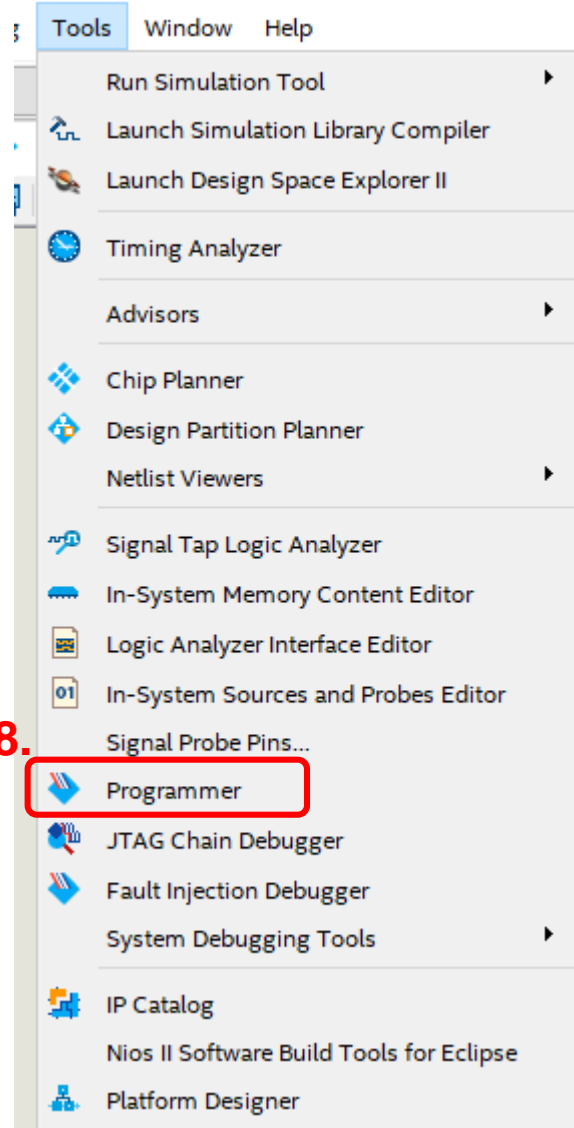 Tools Window Help
Run Simulation Tool
Launch Simulation Library Compiler
Launch Design Space Explorer II
Timing Analyzer
Advisors
Chip Planner
Design Partition Planner
Netlist Viewers
Signal Tap Logic Analyzer
In-System Memory Content Editor
Logic Analyzer Interface Editor
01 In-System Sources and Probes Editor
Signal Probe Pins...
8.
Programmer
JTAG Chain Debugger
Fault Injection Debugger
System Debugging Tools
IP Catalog
Nios II Software Build Tools for Eclipse
Platform Designer